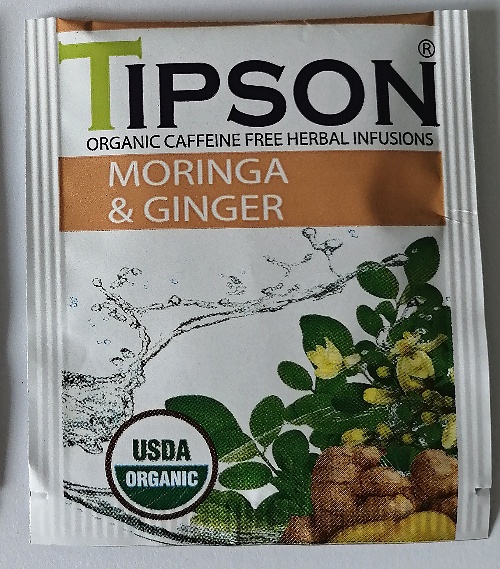 TIPSON®
ORGANIC CAFFEINE FREE HERBAL INFUSIONS
MORINGA
& GINGER
USDA
ORGANIC